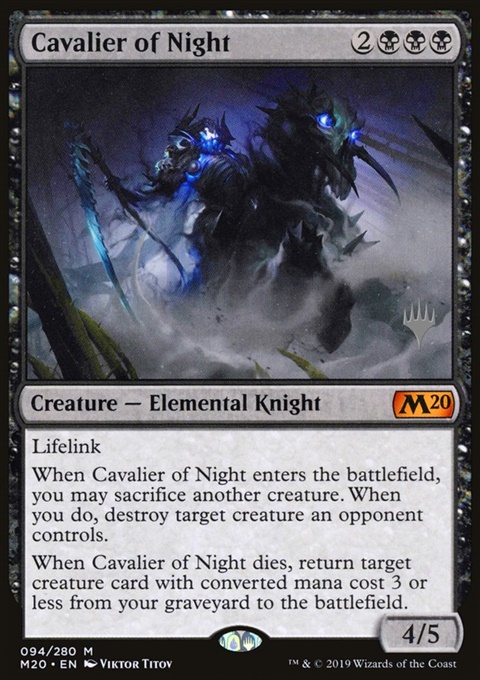 Cavalier of Night 2
Creature — Elemental Knight M20
Lifelink
When Cavalier of Night enters the battlefield,
you may sacrifice another creature. When
you do, destroy target creature an opponent
controls.
When Cavalier of Night dies, return target
creature card with converted mana cost 3 or
less from your graveyard to the battlefield.
4/5
094/280 M
M20 • EN Viktor Titov
™ & © 2019 Wizards of the Coast